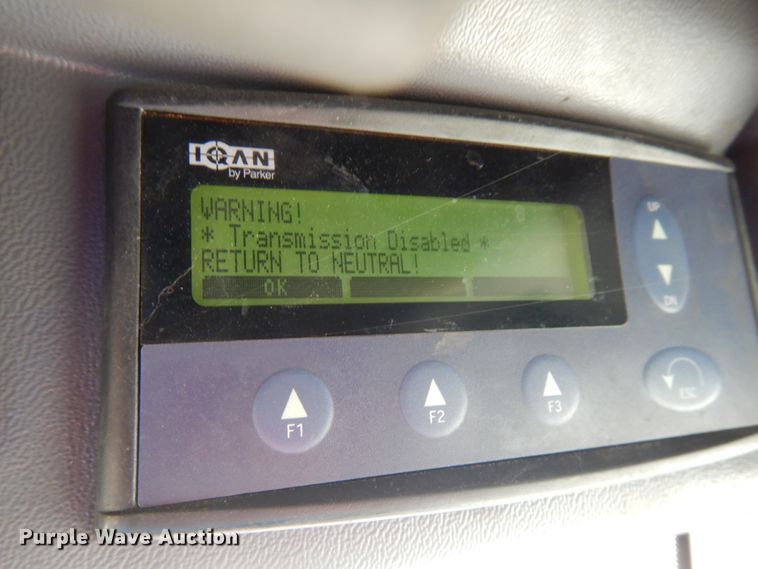 IQAN
by Parker
WARNING!
* Transmission Disabled *
RETURN TO NEUTRAL!
OK
UP
DN
F1
F2
F3
ESC
Purple Wave Auction